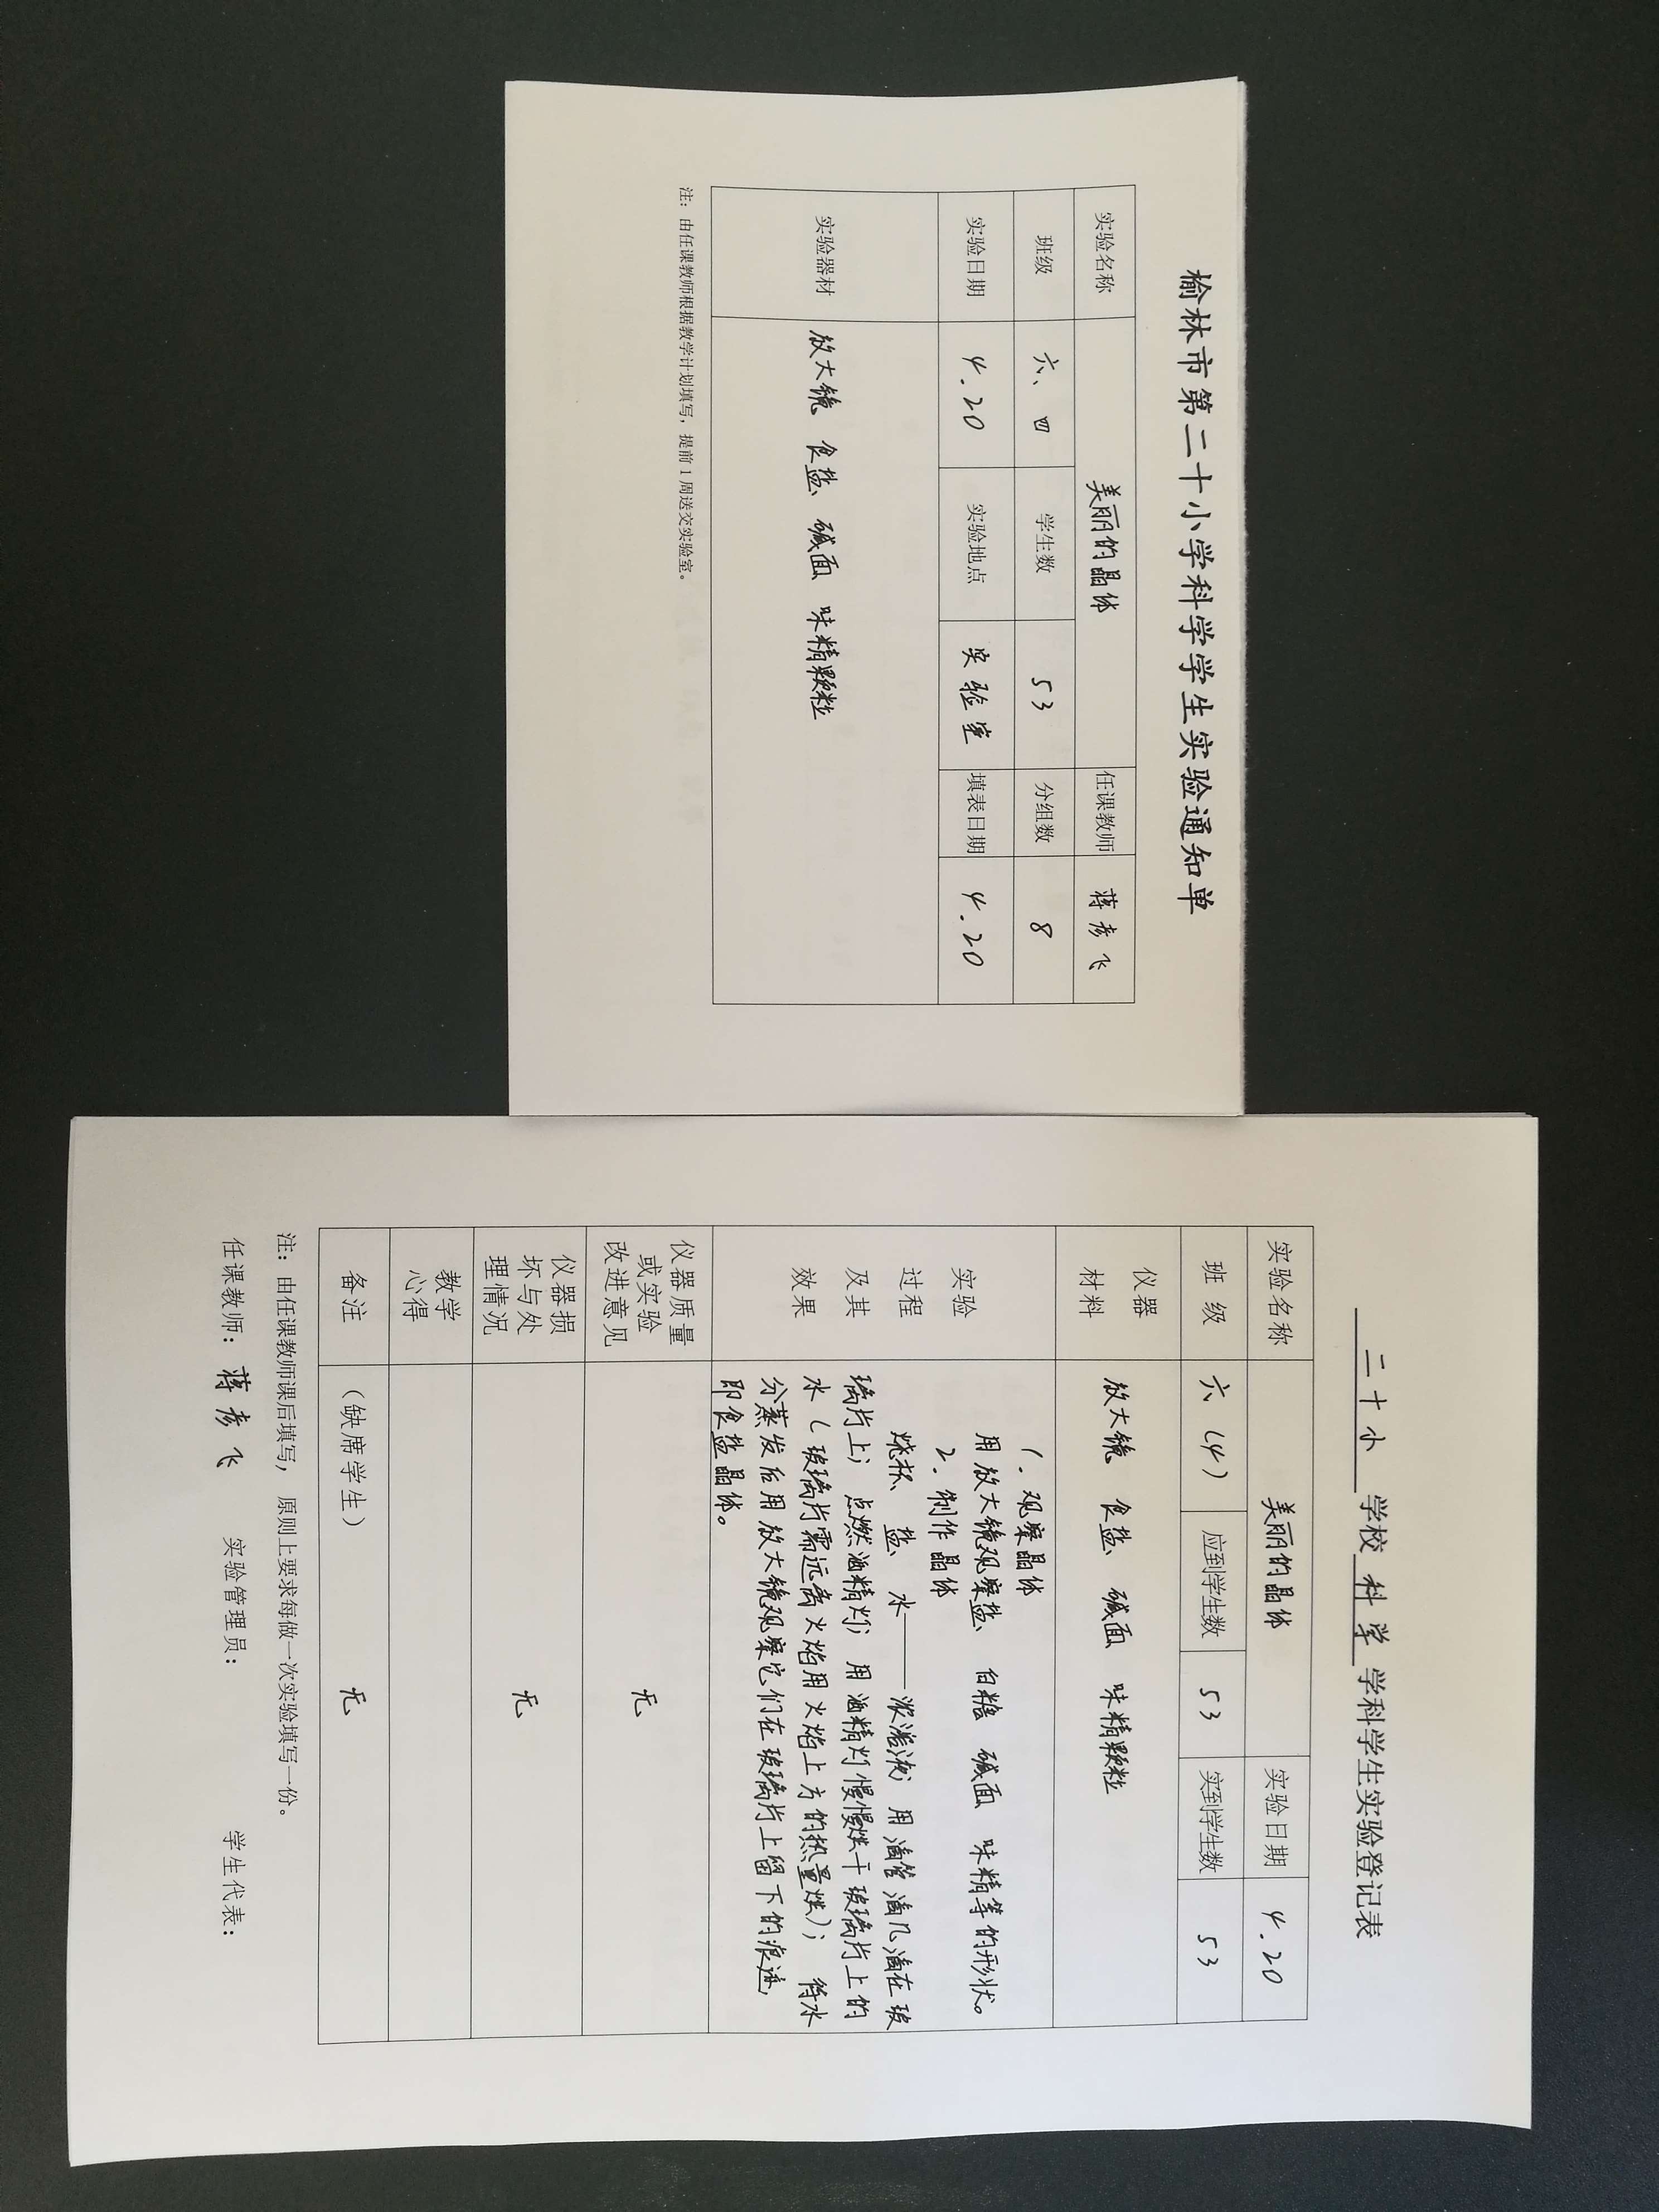 榆林市第二十小学科学学生实验通知单
实验名称 美丽的晶体 任课教师 蒋彦飞
班级 六、四 学生数 53 分组数 8
实验日期 4.20 实验地点 实验室 填表日期 4.20
实验器材 放大镜 食盐、碱面 味精颗粒
注：由任课教师根据教学计划填写，提前1周送交实验室。
二十小 学校 科学 学科学生实验登记表
实验名称 美丽的晶体 实验日期 4.20
班 级 六（4） 应到学生数 53 实到学生数 53
仪器
材料
放大镜 食盐、碱面 味精颗粒
实验
过程
及其
效果
1. 观察晶体
用放大镜观察盐、白糖 碱面 味精等的形状。
2. 制作晶体
烧杯、盐、水——浓溶液；用滴管滴几滴在玻
璃片上；点燃酒精灯；用酒精灯慢慢烘干玻璃片上的
水（玻璃片需远离火焰用火焰上方的热量烘）；待水
分蒸发后用放大镜观察它们在玻璃片上留下的痕迹，
即食盐晶体。
仪器质量
或实验
改进意见
无
仪器损
坏与处
理情况
无
教学
心得
备注 （缺席学生） 无
注：由任课教师课后填写，原则上要求每做一次实验填写一份。
任课教师：蒋彦飞 实验管理员： 学生代表：